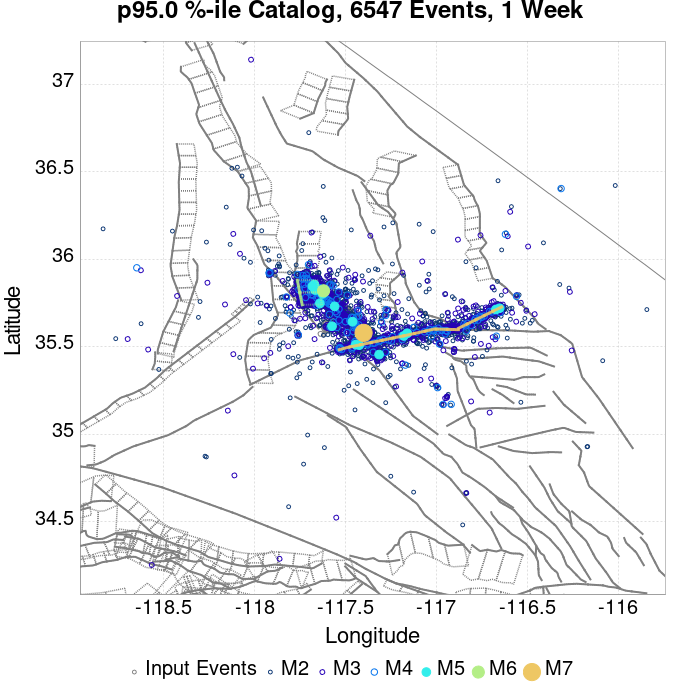 p95.0 %-ile Catalog, 6547 Events, 1 Week
37
36.5
36
35.5
35
34.5
Latitude
-118.5 -118 -117.5 -117 -116.5 -116
Longitude
Input Events M2 M3 M4 M5 M6 M7